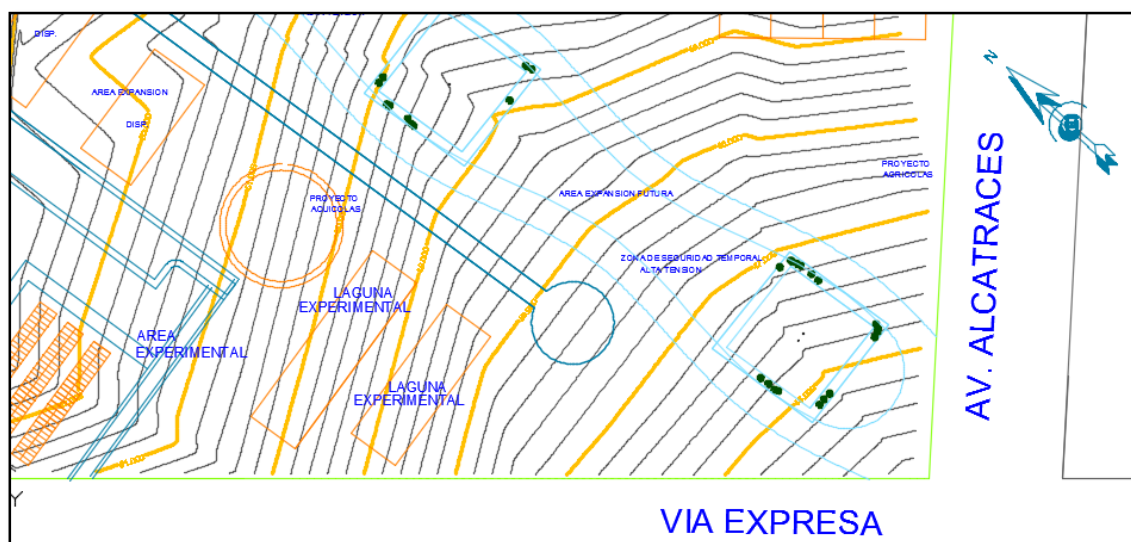 DISP.
AREA EXPANSION
DISP.
PROYECTO
ACUICOLAS
AREA EXPANSION FUTURA
PROYECTO
AGRICOLAS
ZONA DE SEGURIDAD TEMPORAL
ALTA TENSION
LAGUNA
EXPERIMENTAL
AREA
EXPERIMENTAL
LAGUNA
EXPERIMENTAL
N
AV. ALCATRACES
Y
VIA EXPRESA